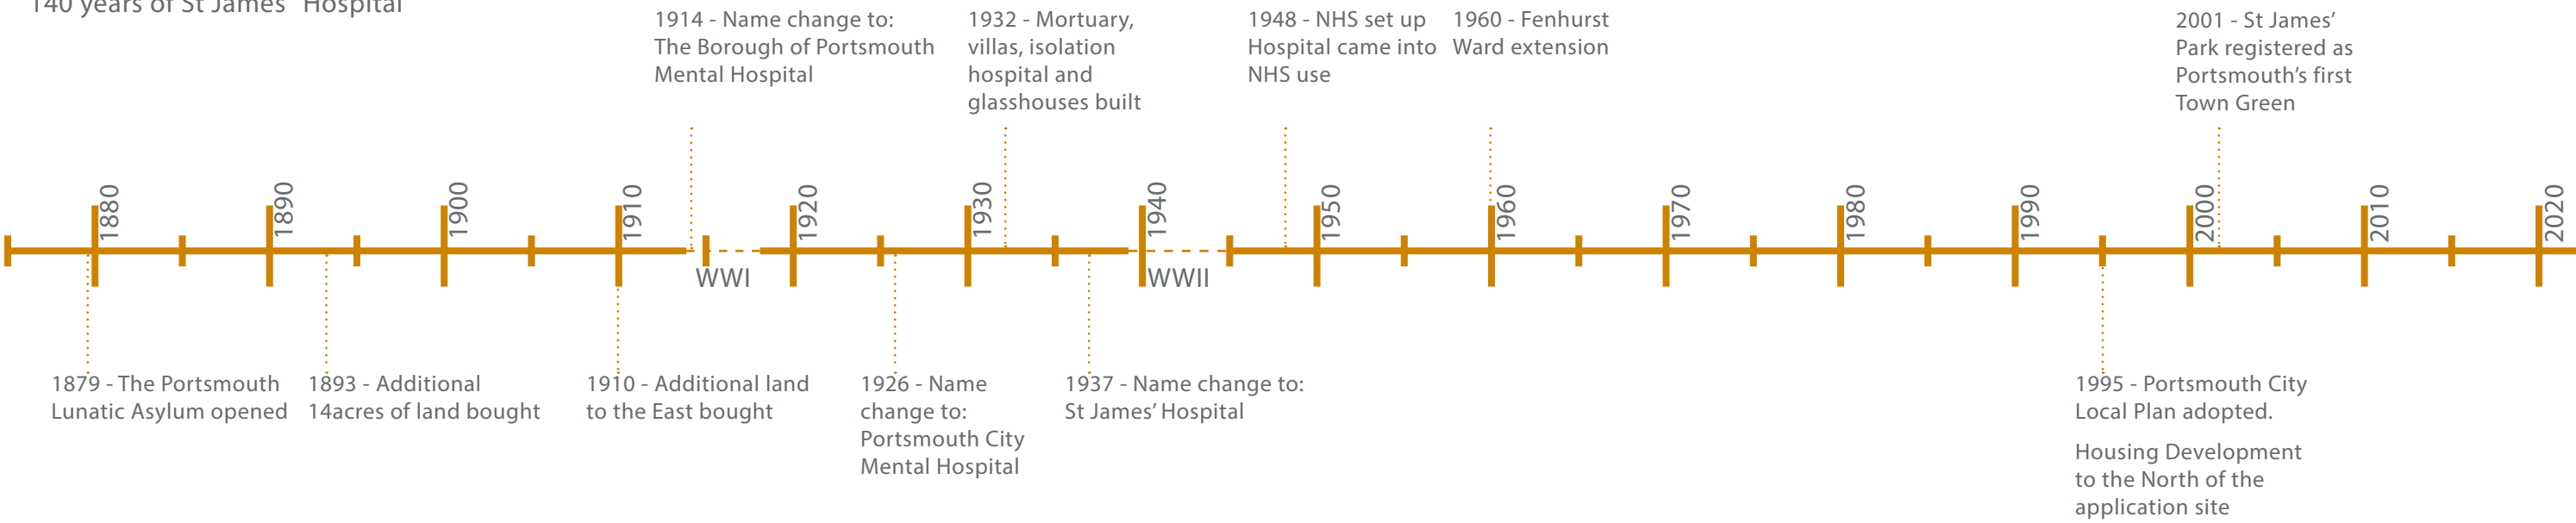 140 years of St James' Hospital
1914 - Name change to:
The Borough of Portsmouth
Mental Hospital
1932 - Mortuary,
villas, isolation
hospital and
glasshouses built
1948 - NHS set up
Hospital came into
NHS use
1960 - Fenhurst
Ward extension
2001 - St James’
Park registered as
Portsmouth’s first
Town Green
1880
1890
1900
1910
1920
1930
1940
1950
1960
1970
1980
1990
2000
2010
2020
WWI
WWII
1879 - The Portsmouth
Lunatic Asylum opened
1893 - Additional
14acres of land bought
1910 - Additional land
to the East bought
1926 - Name
change to:
Portsmouth City
Mental Hospital
1937 - Name change to:
St James’ Hospital
1995 - Portsmouth City
Local Plan adopted.
Housing Development
to the North of the
application site